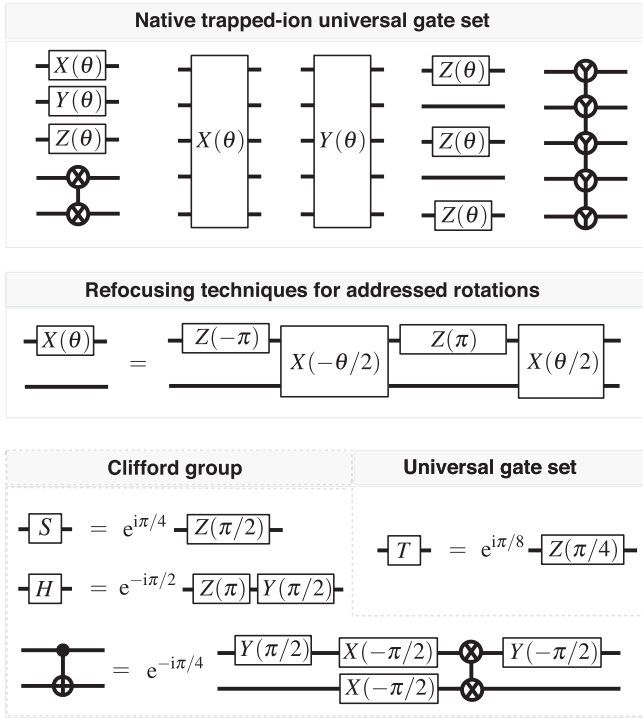 Native trapped-ion universal gate set
X(θ)
Y(θ)
Z(θ)
X
X
X(θ)
Y(θ)
Z(θ)
Z(θ)
Z(θ)
Y
Y
Y
Y
Y
Refocusing techniques for addressed rotations
X(θ) = Z(−π) X(−θ/2) Z(π) X(θ/2)
Clifford group
S = e^{iπ/4} Z(π/2)
H = e^{−iπ/2} Z(π) Y(π/2)
= e^{−iπ/4} Y(π/2) X(−π/2) X Y(−π/2)
X(−π/2) X
Universal gate set
T = e^{iπ/8} Z(π/4)